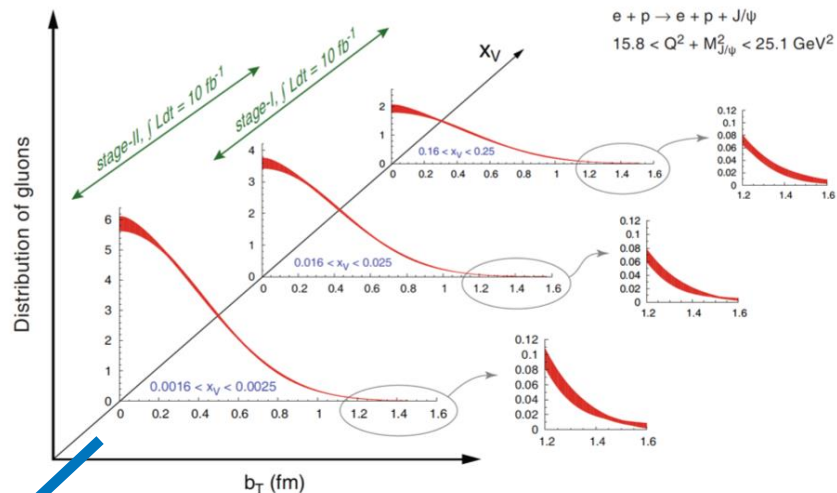 e + p → e + p + J/ψ
15.8 < Q² + M²_J/ψ < 25.1 GeV²
x_V
stage-II, ∫ Ldt = 10 fb⁻¹
stage-I, ∫ Ldt = 10 fb⁻¹
Distribution of gluons
2
1
0
0.16 < x_V < 0.25
0 0.2 0.4 0.6 0.8 1 1.2 1.4 1.6
0.12
0.1
0.08
0.06
0.04
0.02
0
1.2 1.4 1.6
4
3
2
1
0
0.016 < x_V < 0.025
0 0.2 0.4 0.6 0.8 1 1.2 1.4 1.6
0.12
0.1
0.08
0.06
0.04
0.02
0
1.2 1.4 1.6
6
5
4
3
2
1
0
0.0016 < x_V < 0.0025
0 0.2 0.4 0.6 0.8 1 1.2 1.4 1.6
0.12
0.1
0.08
0.06
0.04
0.02
0
1.2 1.4 1.6
b_T (fm)